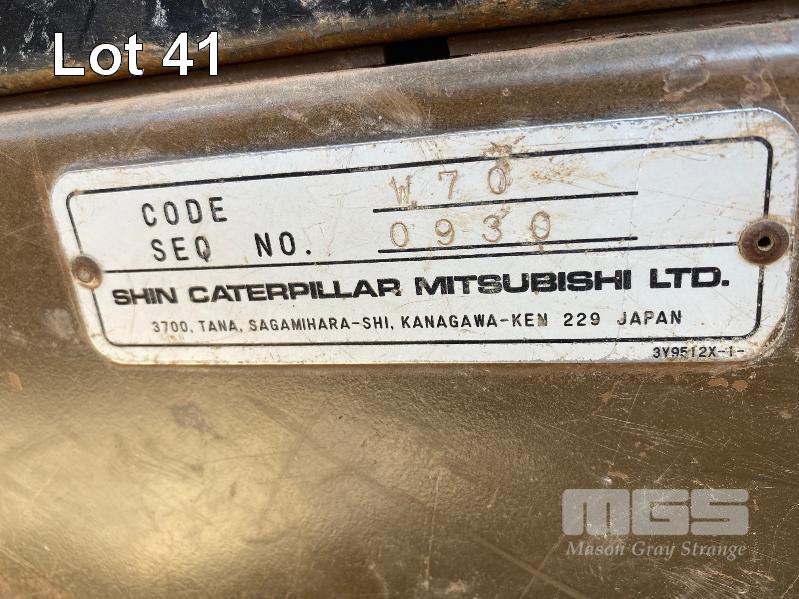 Lot 41
CODE W 70
SEQ NO. 0930
SHIN CATERPILLAR MITSUBISHI LTD.
3700, TANA, SAGAMIHARA-SHI, KANAGAWA-KEN 229 JAPAN
3Y9512X-1-
MGS
Mason Gray Strange